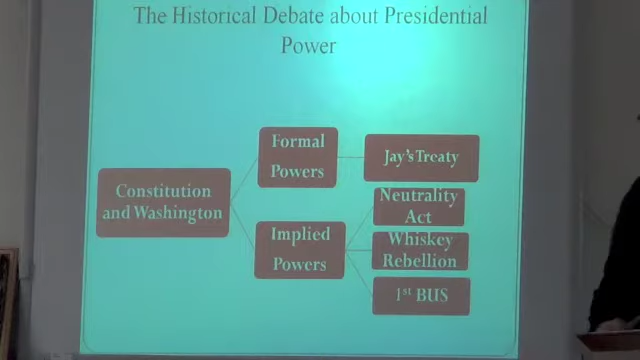 The Historical Debate about Presidential
Power
Formal
Powers
Jay's Treaty
Constitution
and Washington
Neutrality
Act
Implied
Powers
Whiskey
Rebellion
1st BUS